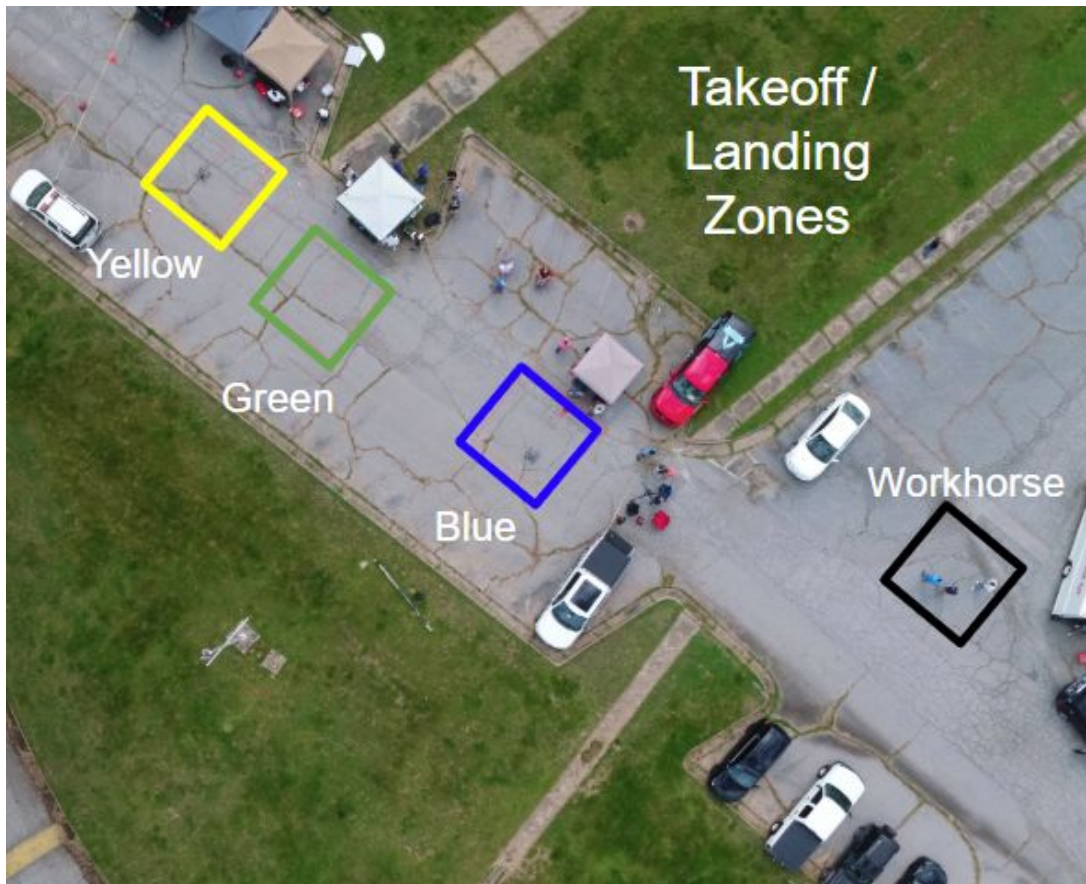 Takeoff /
Landing
Zones
Yellow
Green
Workhorse
Blue